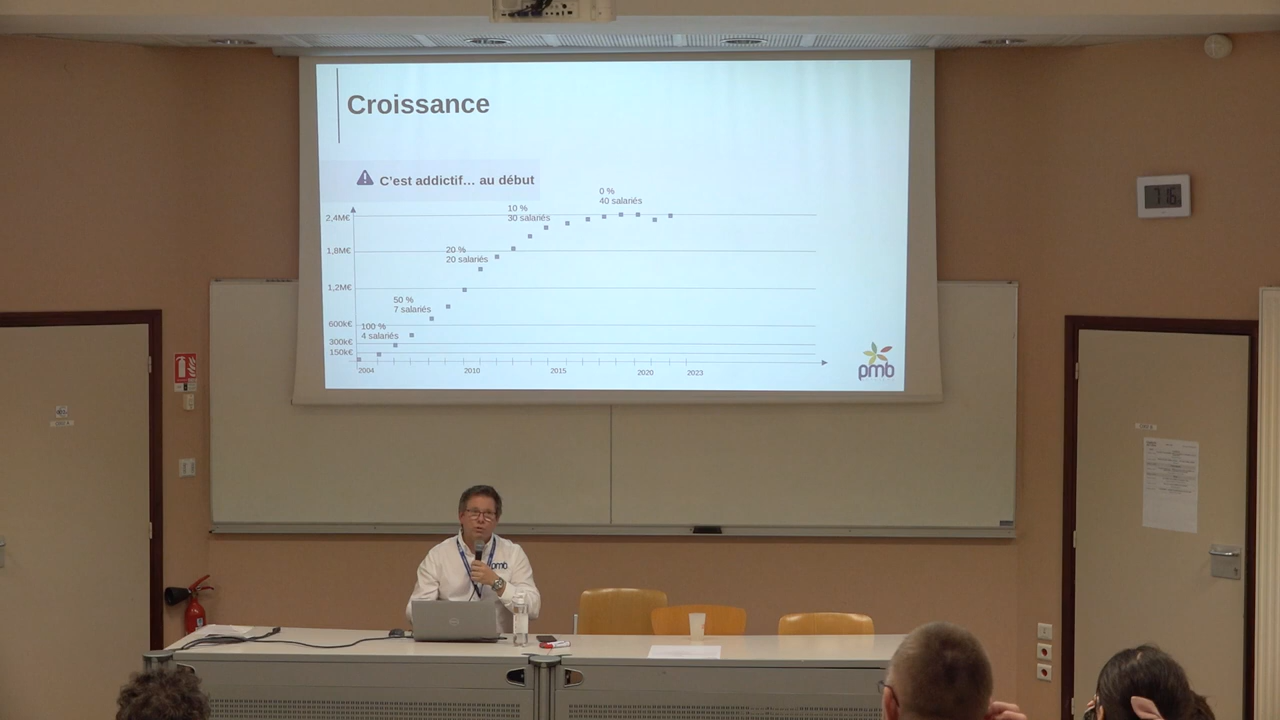 Croissance
C'est addictif… au début
0 %
40 salariés
10 %
30 salariés
2,4M€
20 %
20 salariés
1,8M€
1,2M€
50 %
7 salariés
600k€
100 %
4 salariés
300k€
150k€
2004
2010
2015
2020
2023
pmb
pmb